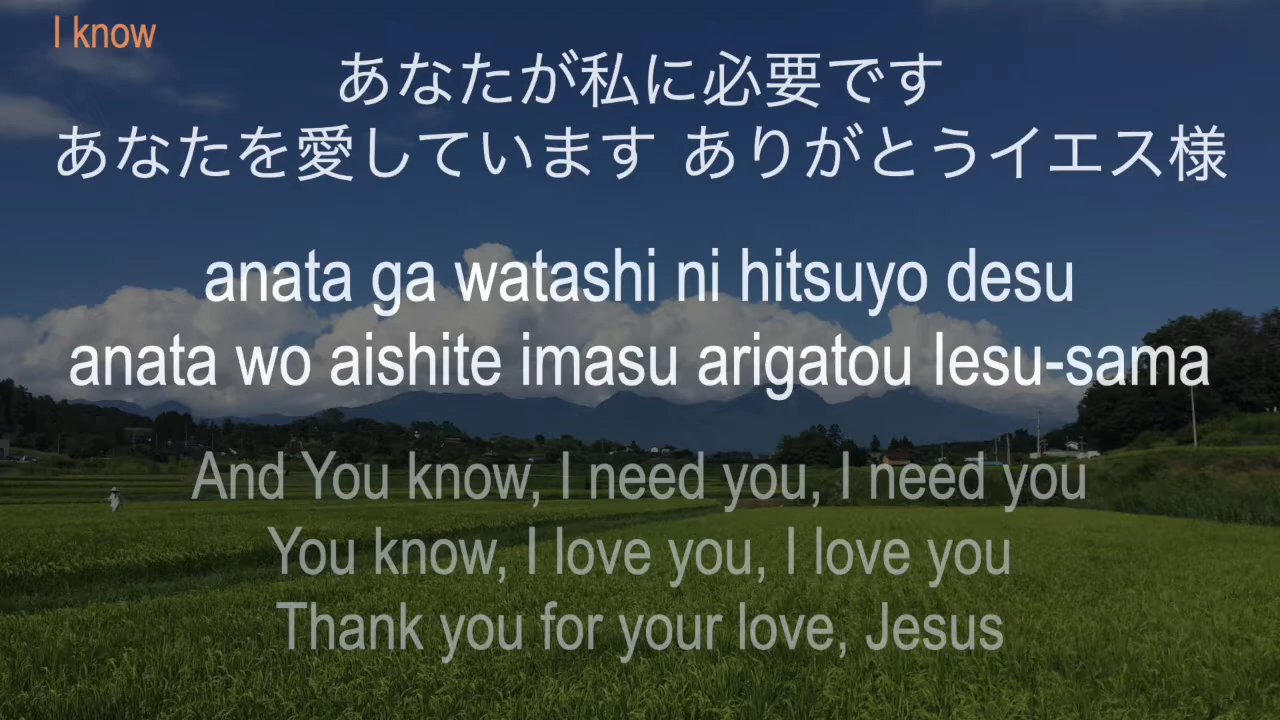 I know
あなたが私に必要です
あなたを愛しています ありがとうイエス様
anata ga watashi ni hitsuyo desu
anata wo aishite imasu arigatou Iesu-sama
And You know, I need you, I need you
You know, I love you, I love you
Thank you for your love, Jesus